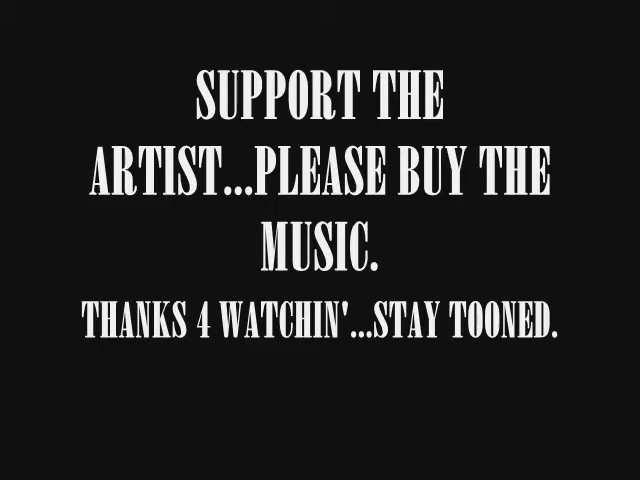 SUPPORT THE
ARTIST...PLEASE BUY THE
MUSIC.
THANKS 4 WATCHIN'...STAY TOONED.